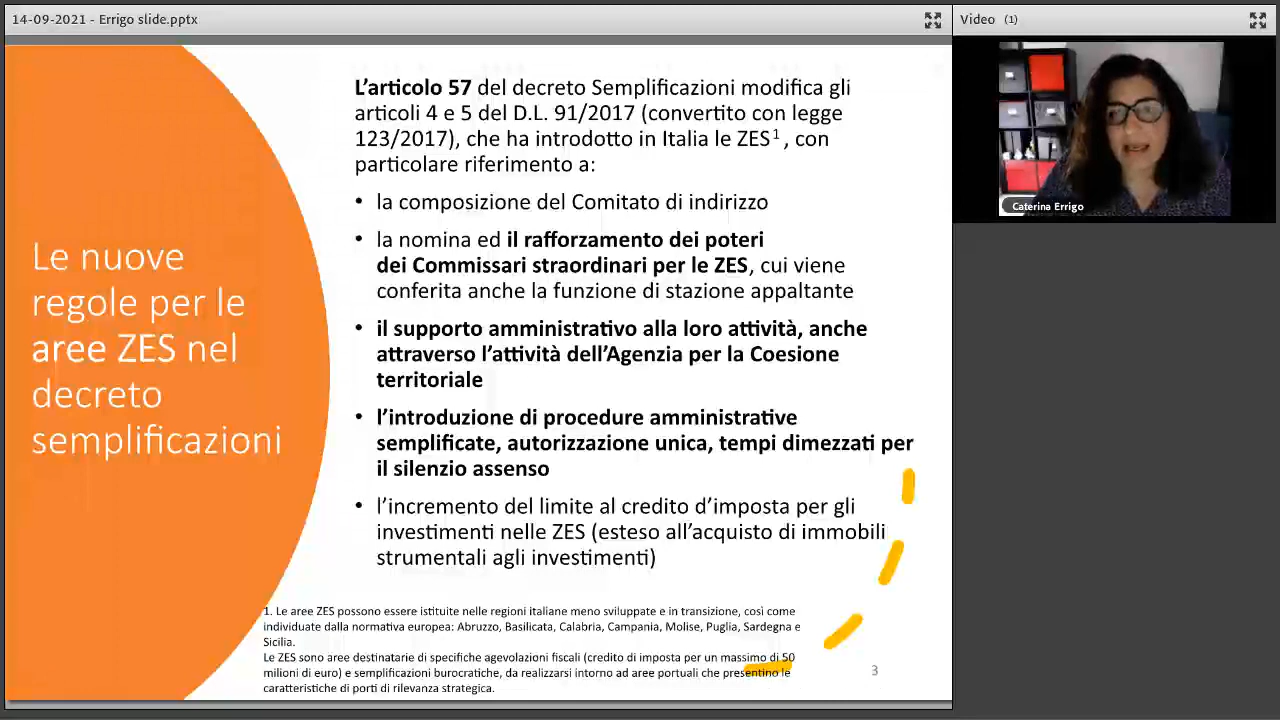 14-09-2021 - Errigo slide.pptx
Video (1)
Caterina Errigo
Le nuove
regole per le
aree ZES nel
decreto
semplificazioni
L’articolo 57 del decreto Semplificazioni modifica gli
articoli 4 e 5 del D.L. 91/2017 (convertito con legge
123/2017), che ha introdotto in Italia le ZES¹ , con
particolare riferimento a:
• la composizione del Comitato di indirizzo
• la nomina ed il rafforzamento dei poteri
dei Commissari straordinari per le ZES, cui viene
conferita anche la funzione di stazione appaltante
• il supporto amministrativo alla loro attività, anche
attraverso l’attività dell’Agenzia per la Coesione
territoriale
• l’introduzione di procedure amministrative
semplificate, autorizzazione unica, tempi dimezzati per
il silenzio assenso
• l’incremento del limite al credito d’imposta per gli
investimenti nelle ZES (esteso all’acquisto di immobili
strumentali agli investimenti)
1. Le aree ZES possono essere istituite nelle regioni italiane meno sviluppate e in transizione, così come
individuate dalla normativa europea: Abruzzo, Basilicata, Calabria, Campania, Molise, Puglia, Sardegna e
Sicilia.
Le ZES sono aree destinatarie di specifiche agevolazioni fiscali (credito di imposta per un massimo di 50
milioni di euro) e semplificazioni burocratiche, da realizzarsi intorno ad aree portuali che presentino le
caratteristiche di porti di rilevanza strategica.
3